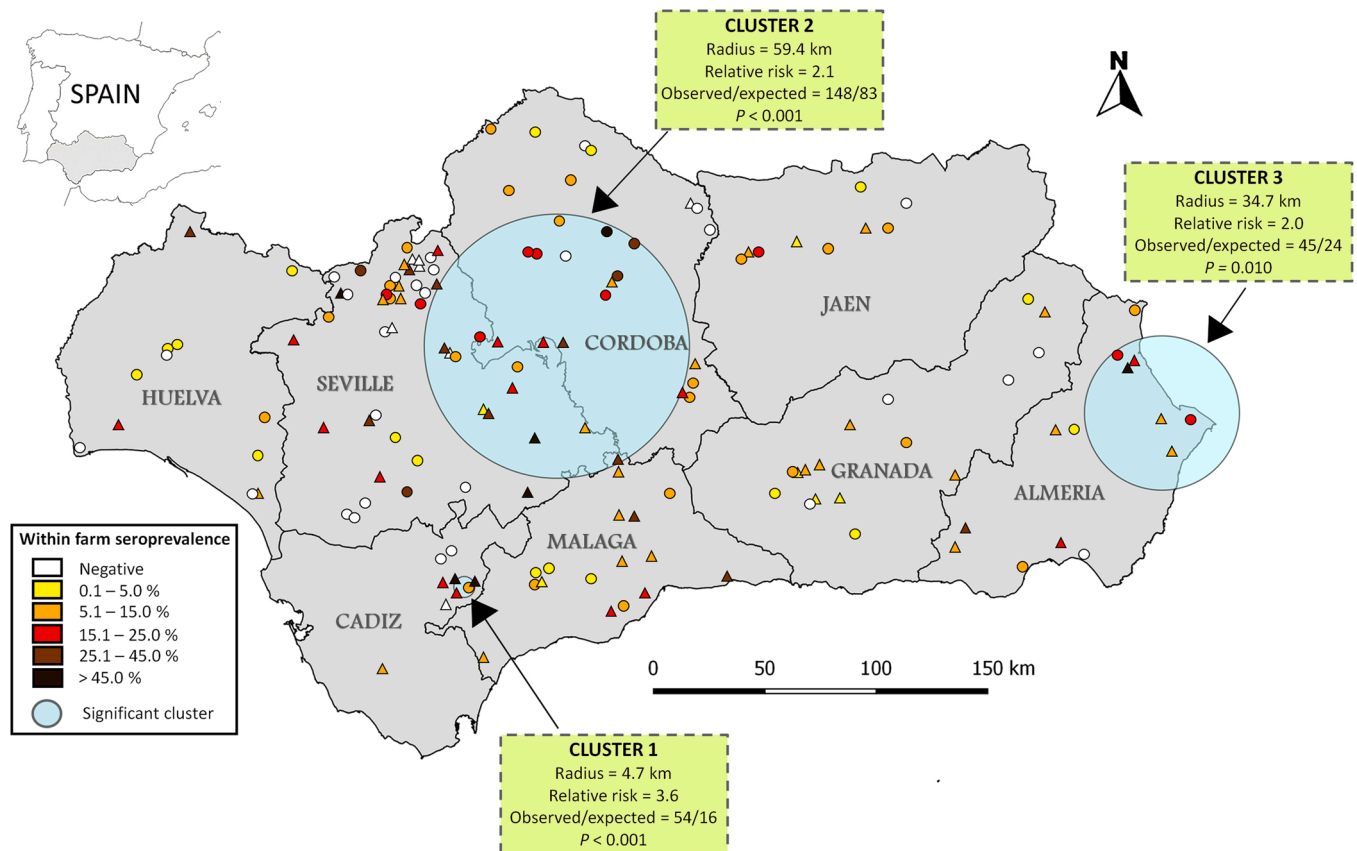 SPAIN
CLUSTER 2
Radius = 59.4 km
Relative risk = 2.1
Observed/expected = 148/83
P < 0.001
N
CLUSTER 3
Radius = 34.7 km
Relative risk = 2.0
Observed/expected = 45/24
P = 0.010
JAEN
CORDOBA
SEVILLE
HUELVA
GRANADA
ALMERIA
MALAGA
CADIZ
Within farm seroprevalence
Negative
0.1 – 5.0 %
5.1 – 15.0 %
15.1 – 25.0 %
25.1 – 45.0 %
> 45.0 %
Significant cluster
0 50 100 150 km
CLUSTER 1
Radius = 4.7 km
Relative risk = 3.6
Observed/expected = 54/16
P < 0.001